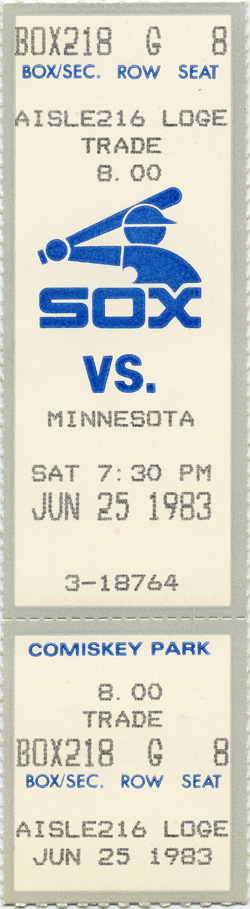 BOX218 G 8
BOX/SEC. ROW SEAT
AISLE216 LOGE
TRADE
8.00
SOX
VS.
MINNESOTA
SAT 7:30 PM
JUN 25 1983
3-18764
COMISKEY PARK
8.00
TRADE
BOX218 G 8
BOX/SEC. ROW SEAT
AISLE216 LOGE
JUN 25 1983